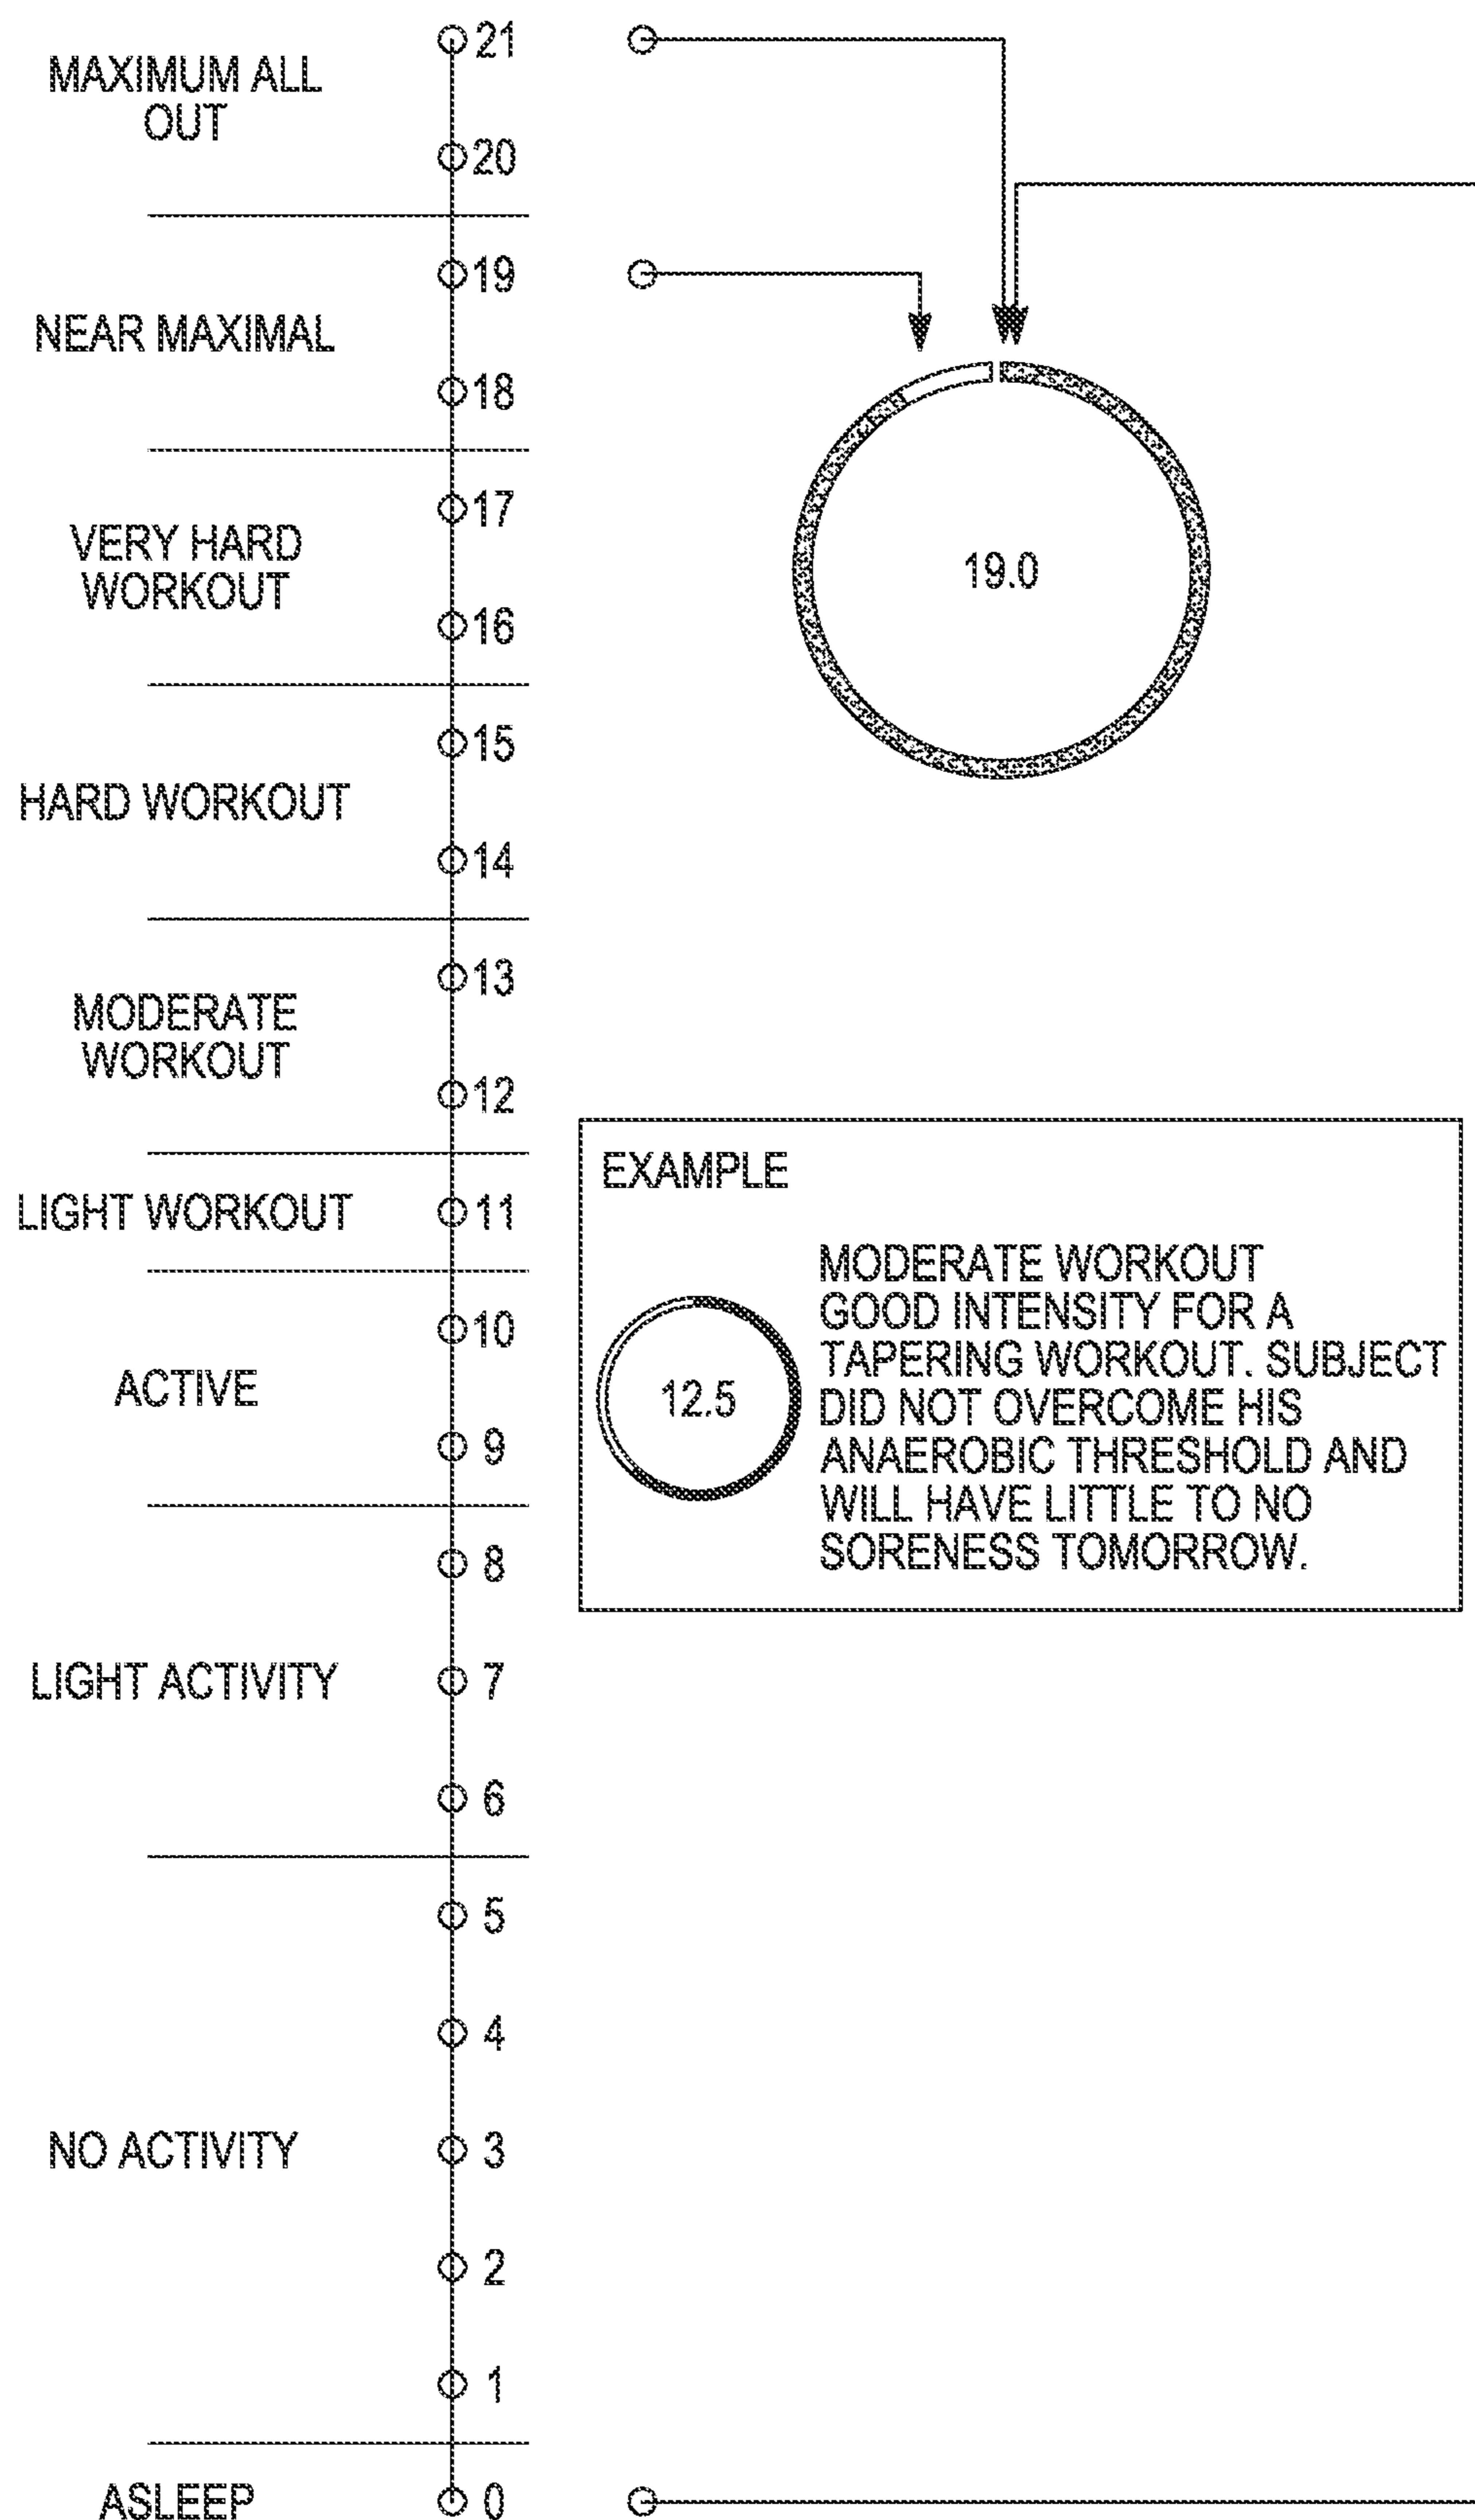 MAXIMUM ALL
OUT
21
20
NEAR MAXIMAL
19
18
VERY HARD
WORKOUT
17
16
HARD WORKOUT
15
14
MODERATE
WORKOUT
13
12
LIGHT WORKOUT
11
ACTIVE
10
9
LIGHT ACTIVITY
8
7
6
NO ACTIVITY
5
4
3
2
1
ASLEEP
0
19.0
EXAMPLE
12.5
MODERATE WORKOUT
GOOD INTENSITY FOR A
TAPERING WORKOUT. SUBJECT
DID NOT OVERCOME HIS
ANAEROBIC THRESHOLD AND
WILL HAVE LITTLE TO NO
SORENESS TOMORROW.